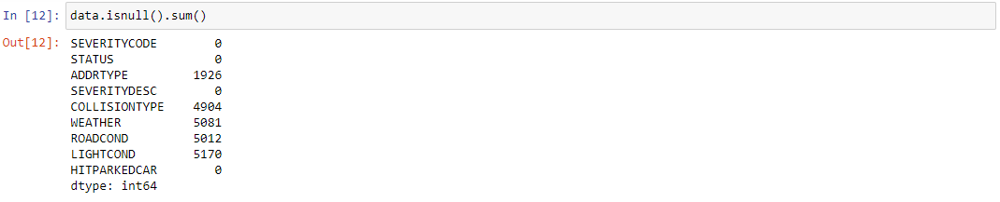 In [12]: data.isnull().sum()
Out[12]: SEVERITYCODE 0
STATUS 0
ADDRTYPE 1926
SEVERITYDESC 0
COLLISIONTYPE 4904
WEATHER 5081
ROADCOND 5012
LIGHTCOND 5170
HITPARKEDCAR 0
dtype: int64